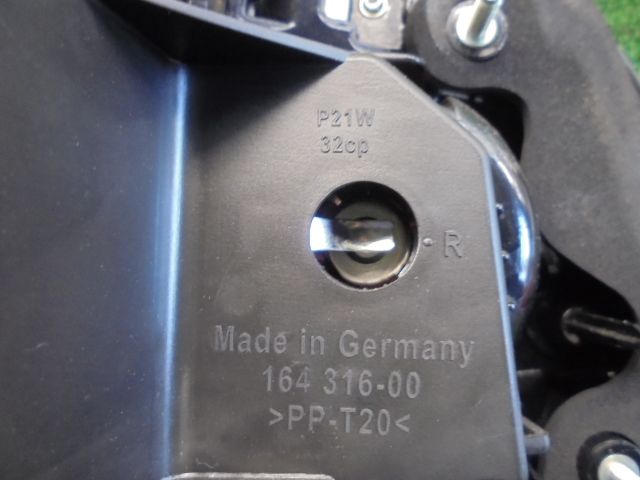 P21W
32cp
R
Made in Germany
164 316-00
>PP-T20<